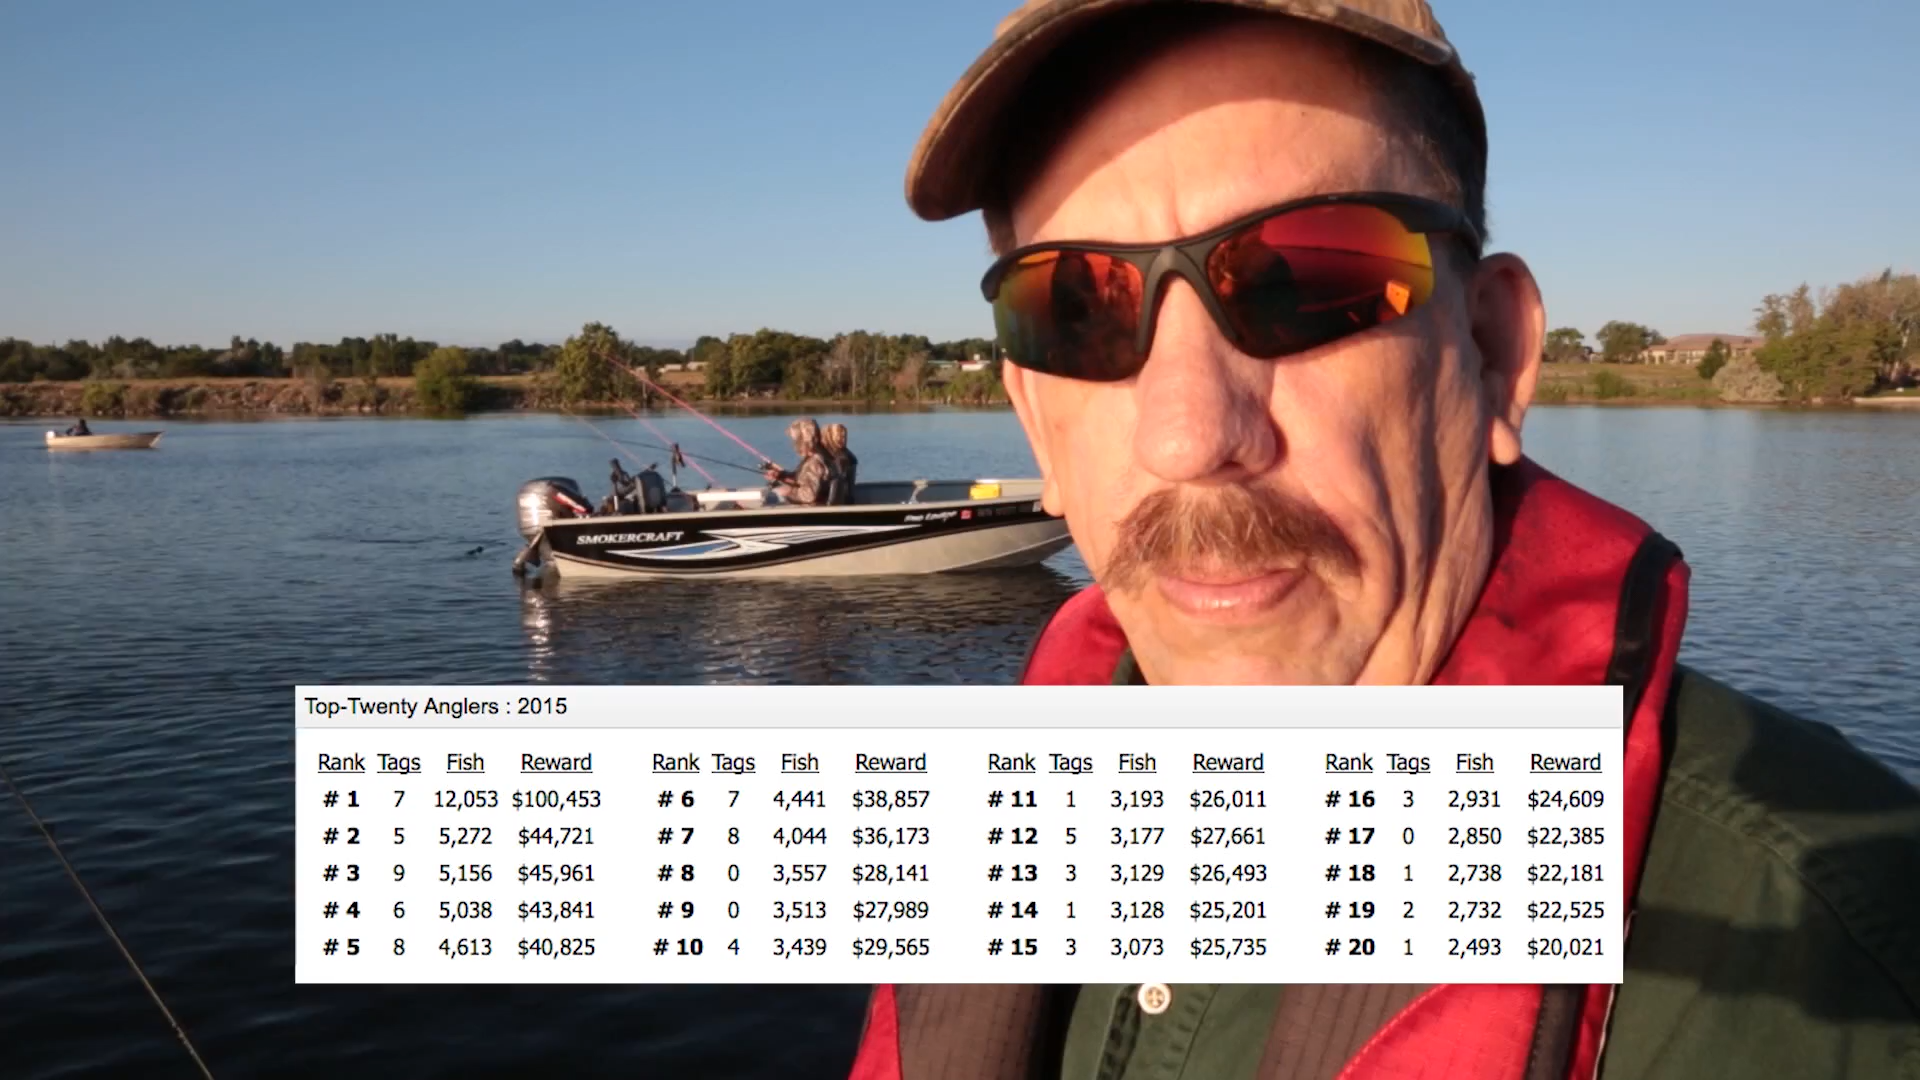 SMOKERCRAFT
Top-Twenty Anglers : 2015
Rank Tags Fish Reward Rank Tags Fish Reward Rank Tags Fish Reward Rank Tags Fish Reward
# 1 7 12,053 $100,453 # 6 7 4,441 $38,857 # 11 1 3,193 $26,011 # 16 3 2,931 $24,609
# 2 5 5,272 $44,721 # 7 8 4,044 $36,173 # 12 5 3,177 $27,661 # 17 0 2,850 $22,385
# 3 9 5,156 $45,961 # 8 0 3,557 $28,141 # 13 3 3,129 $26,493 # 18 1 2,738 $22,181
# 4 6 5,038 $43,841 # 9 0 3,513 $27,989 # 14 1 3,128 $25,201 # 19 2 2,732 $22,525
# 5 8 4,613 $40,825 # 10 4 3,439 $29,565 # 15 3 3,073 $25,735 # 20 1 2,493 $20,021